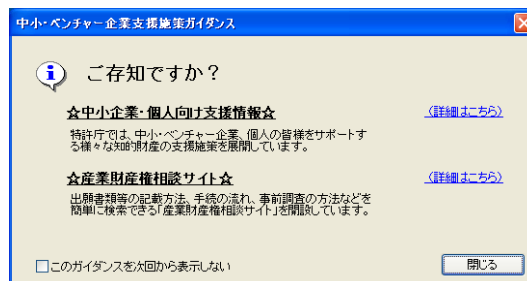 中小・ベンチャー企業支援施策ガイダンス
ご存知ですか？
☆中小企業・個人向け支援情報☆
（詳細はこちら）
特許庁では、中小・ベンチャー企業、個人の皆様をサポートす
る様々な知的財産の支援施策を展開しています。
☆産業財産権相談サイト☆
（詳細はこちら）
出願書類等の記載方法、手続の流れ、事前調査の方法などを
簡単に検索できる「産業財産権相談サイト」を開設しています。
このガイダンスを次回から表示しない
閉じる